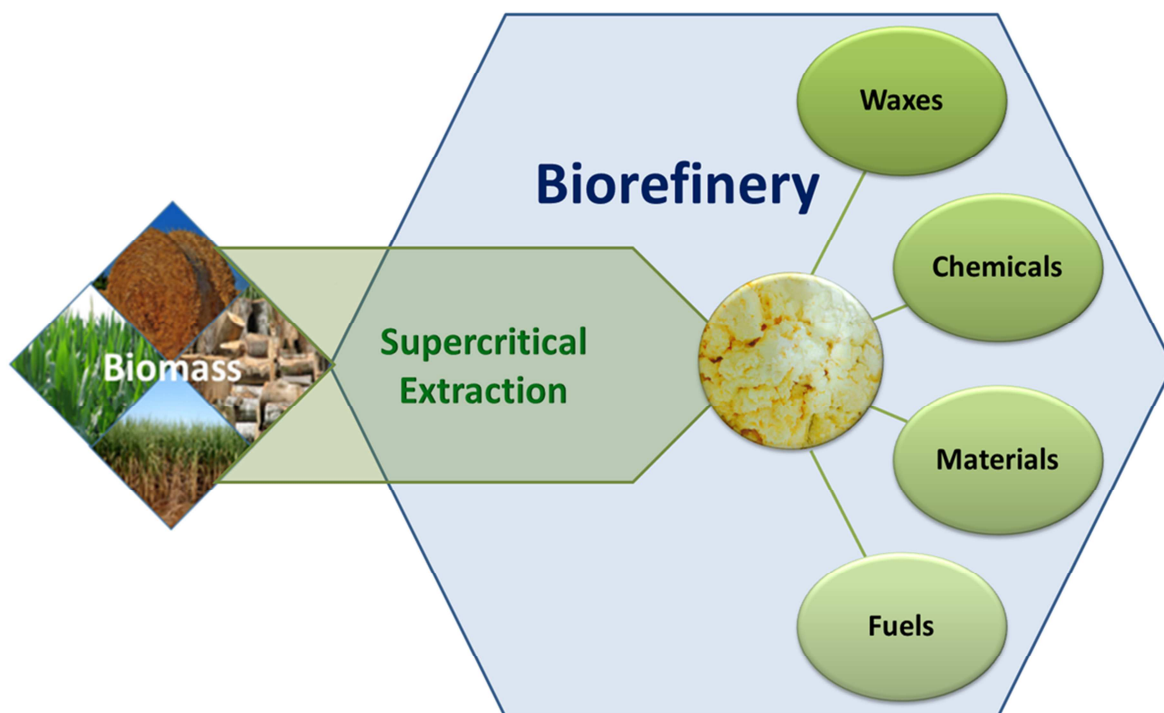 Waxes
Biorefinery
Chemicals
Supercritical
Extraction
Biomass
Materials
Fuels